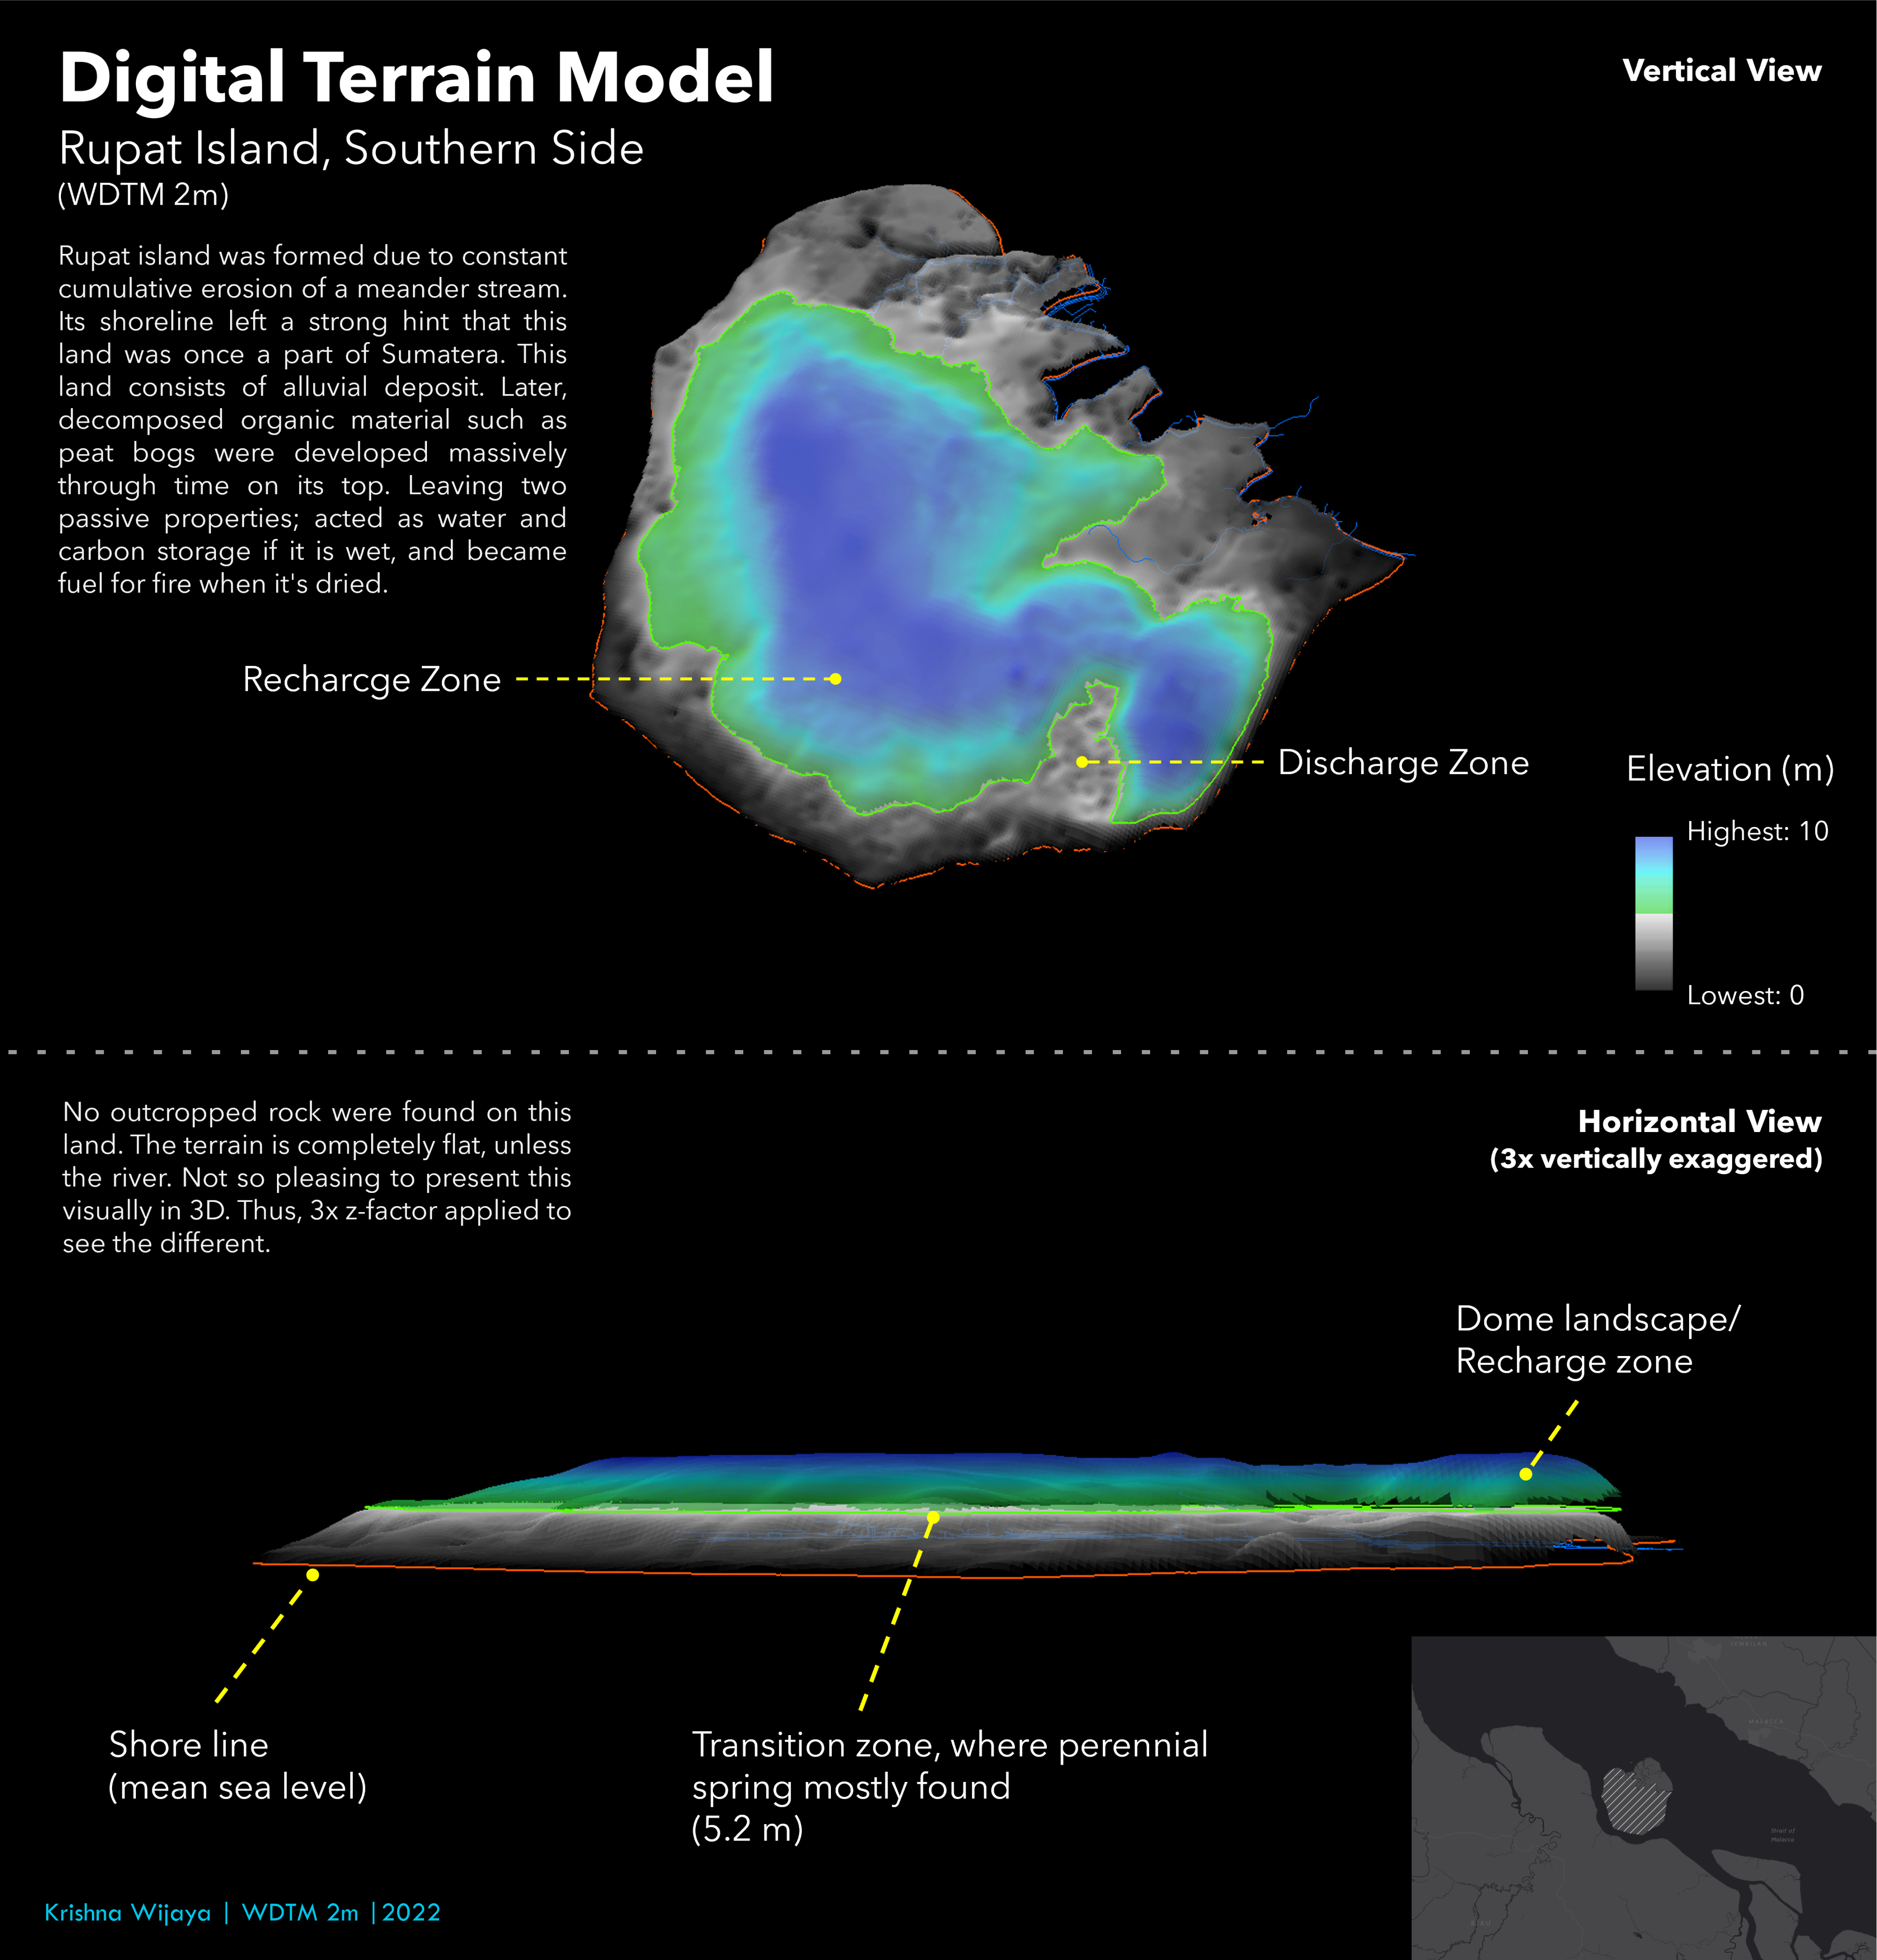 Digital Terrain Model
Rupat Island, Southern Side
(WDTM 2m)
Vertical View
Rupat island was formed due to constant
cumulative erosion of a meander stream.
Its shoreline left a strong hint that this
land was once a part of Sumatera. This
land consists of alluvial deposit. Later,
decomposed organic material such as
peat bogs were developed massively
through time on its top. Leaving two
passive properties; acted as water and
carbon storage if it is wet, and became
fuel for fire when it's dried.
Recharcge Zone
Discharge Zone
Elevation (m)
Highest: 10
Lowest: 0
No outcropped rock were found on this
land. The terrain is completely flat, unless
the river. Not so pleasing to present this
visually in 3D. Thus, 3x z-factor applied to
see the different.
Horizontal View
(3x vertically exaggered)
Dome landscape/
Recharge zone
Shore line
(mean sea level)
Transition zone, where perennial
spring mostly found
(5.2 m)
SEMBILAN
MALACCA
Strait of
Malacca
RIAU
Krishna Wijaya | WDTM 2m |2022